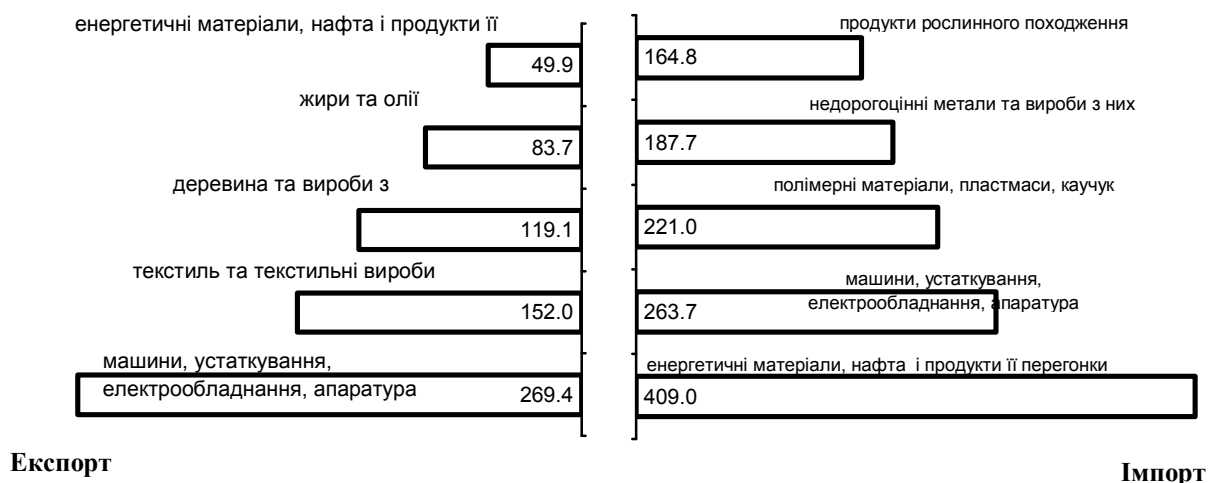 енергетичні матеріали, нафта і продукти її
49.9
жири та олії
83.7
деревина та вироби з
119.1
текстиль та текстильні вироби
152.0
машини, устаткування,
електрообладнання, апаратура
269.4
Експорт
продукти рослинного походження
164.8
недорогоцінні метали та вироби з них
187.7
полімерні матеріали, пластмаси, каучук
221.0
машини, устаткування,
електрообладнання, апаратура
263.7
енергетичні матеріали, нафта і продукти її перегонки
409.0
Імпорт